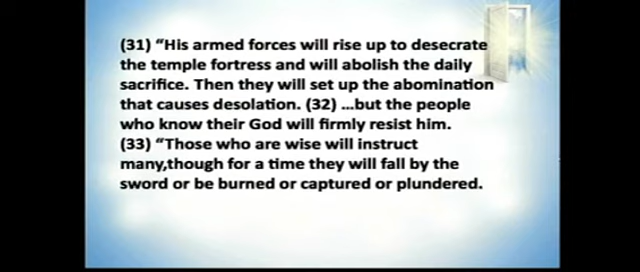 (31) “His armed forces will rise up to desecrate
the temple fortress and will abolish the daily
sacrifice. Then they will set up the abomination
that causes desolation. (32) ...but the people
who know their God will firmly resist him.
(33) “Those who are wise will instruct
many,though for a time they will fall by the
sword or be burned or captured or plundered.